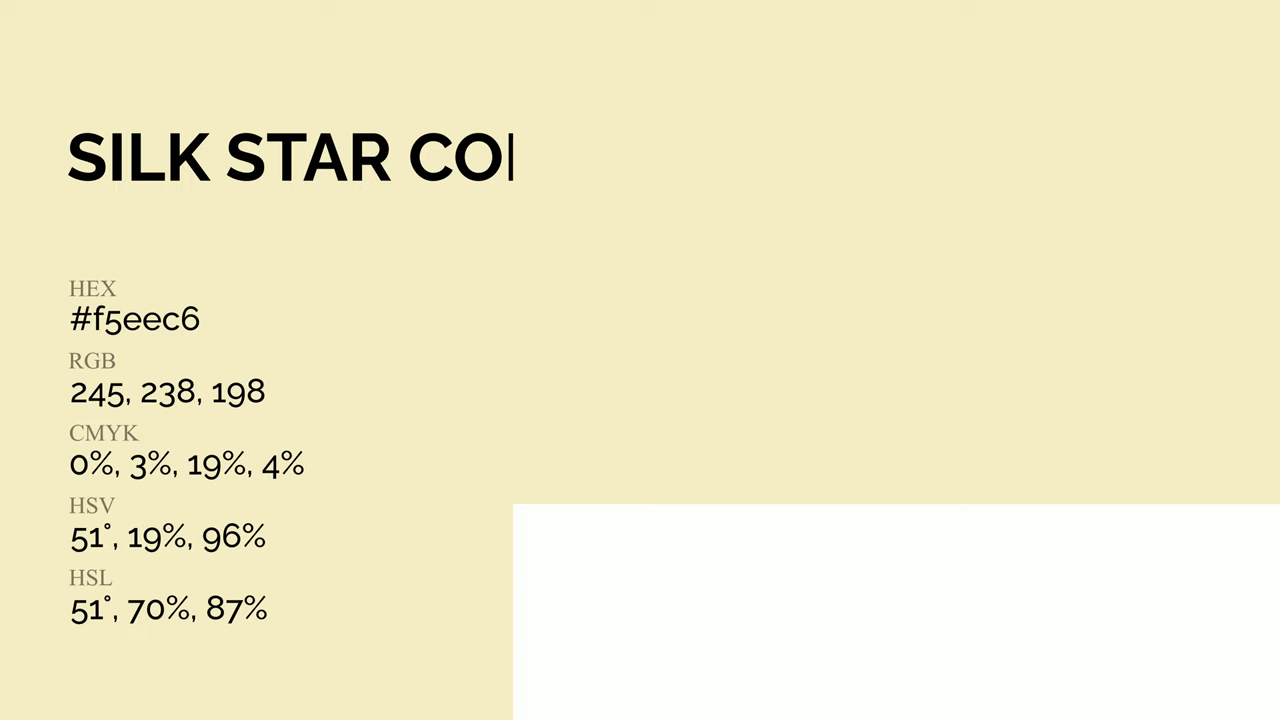 SILK STAR CO
HEX
#f5eec6
RGB
245, 238, 198
CMYK
0%, 3%, 19%, 4%
HSV
51°, 19%, 96%
HSL
51°, 70%, 87%